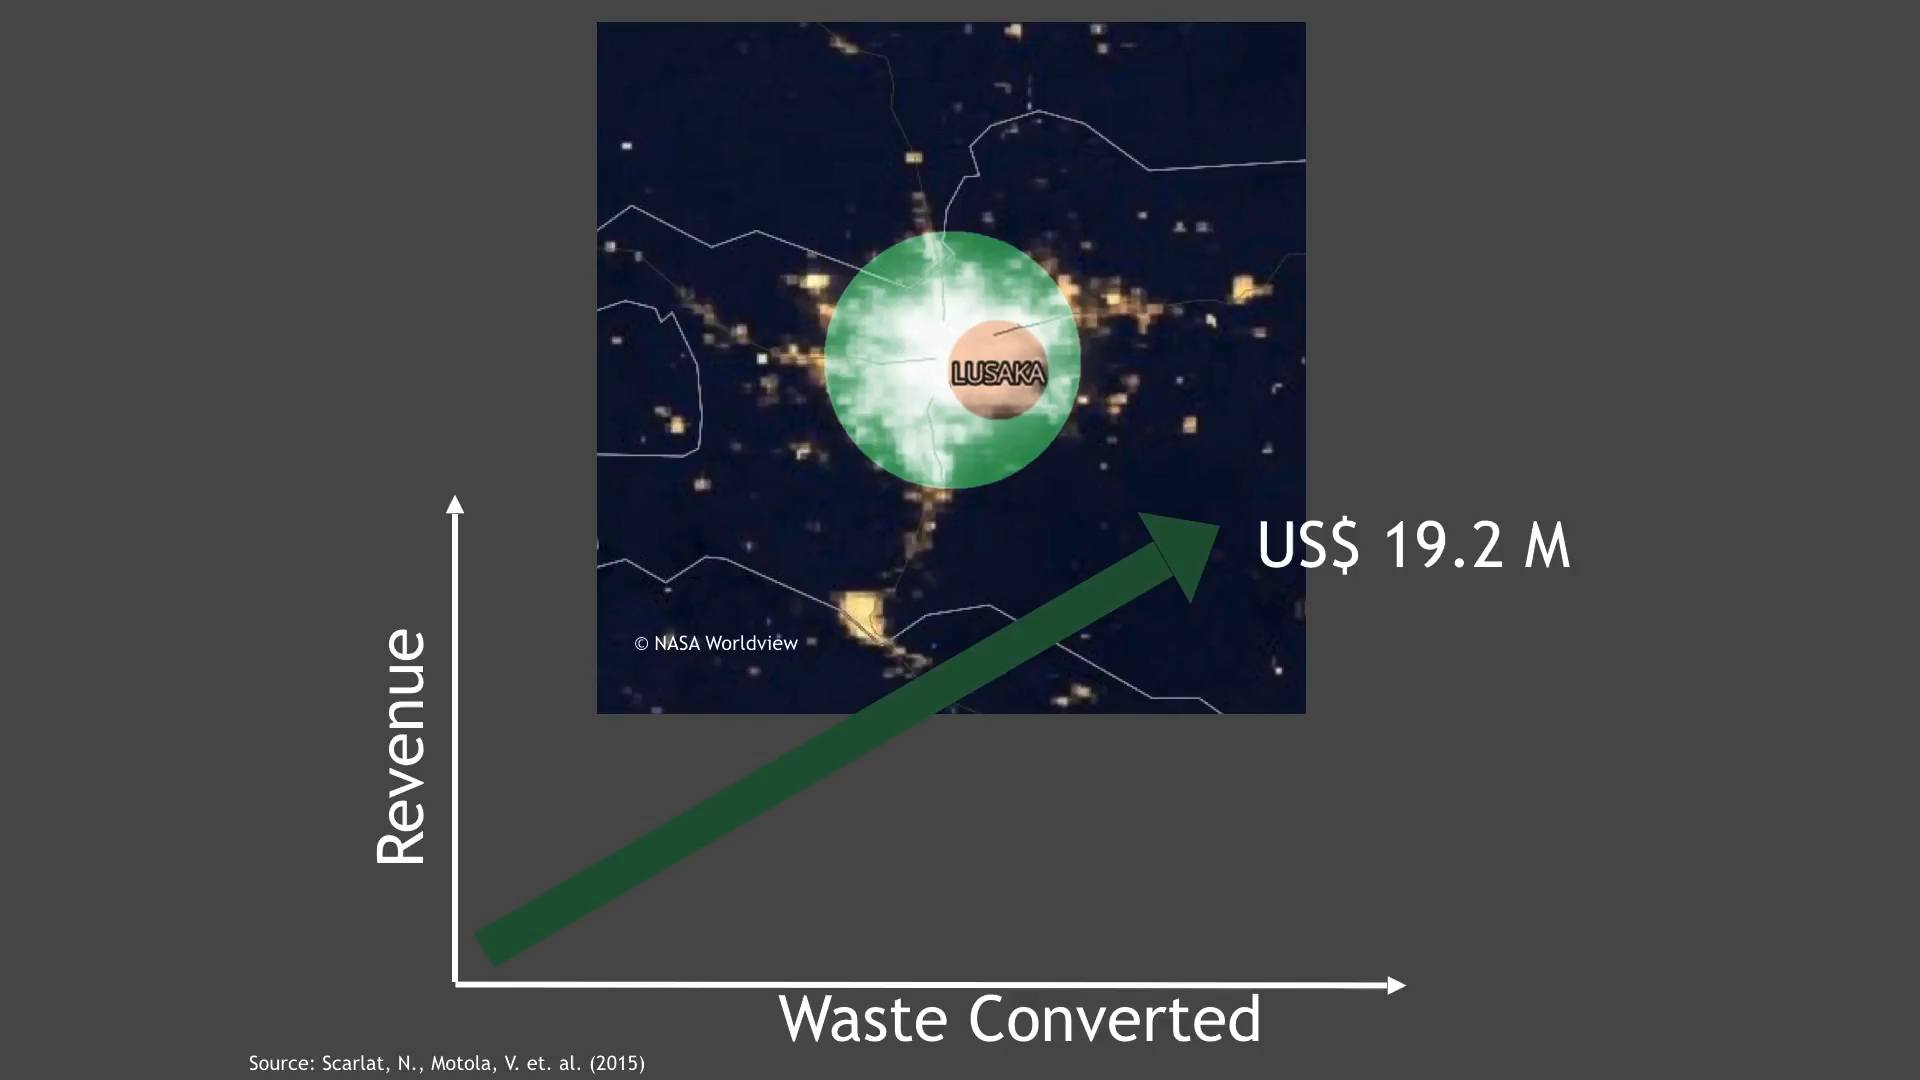 LUSAKA
US$ 19.2 M
© NASA Worldview
Revenue
Waste Converted
Source: Scarlat, N., Motola, V. et. al. (2015)